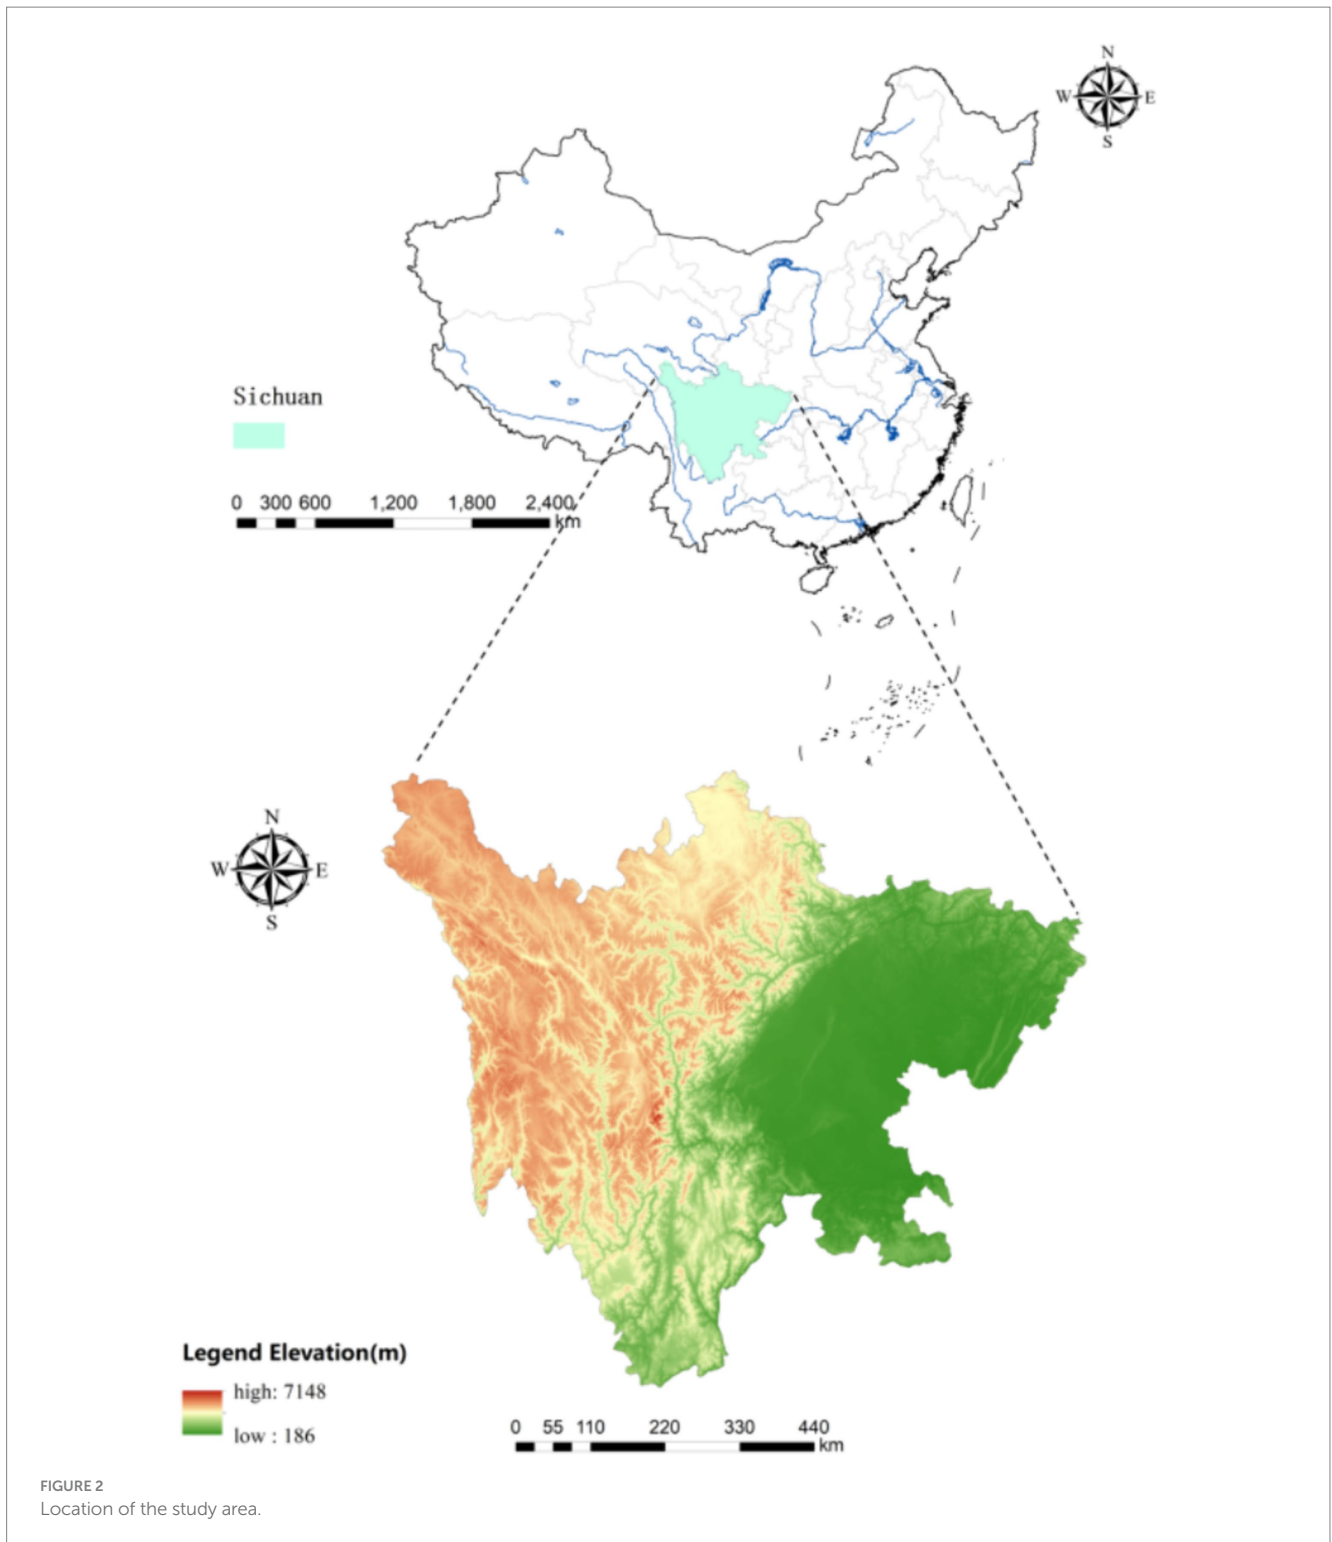 N
W E
S
Sichuan
0 300 600 1,200 1,800 2,400
km
N
W E
S
Legend Elevation(m)
high: 7148
low : 186
0 55 110 220 330 440
km
FIGURE 2
Location of the study area.